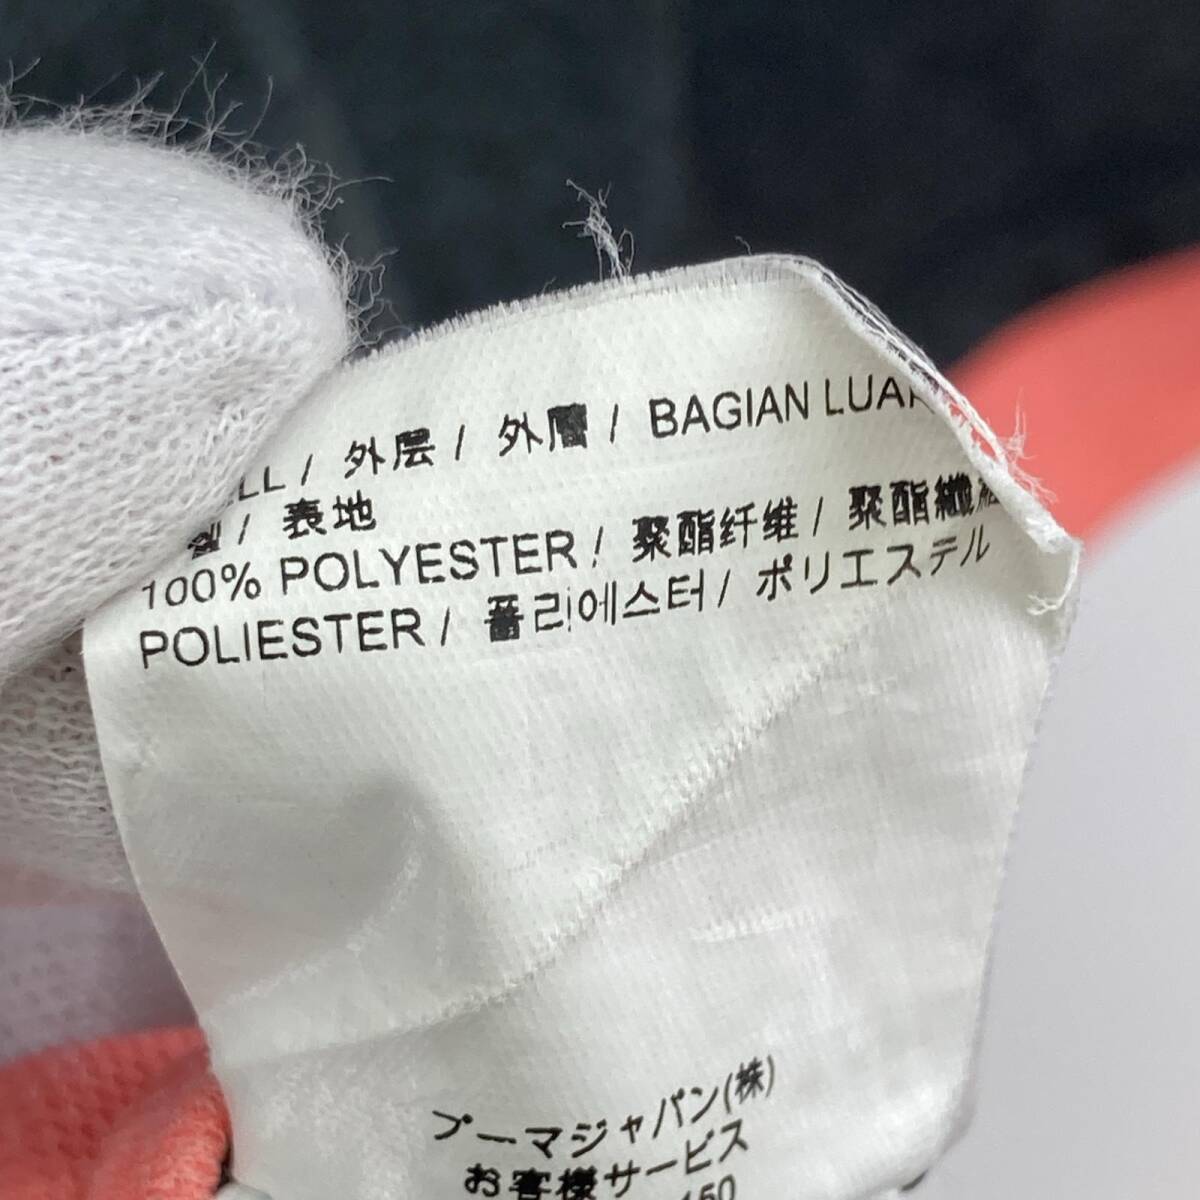 / 外层 / 外層 / BAGIAN
/ 表地
100% POLYESTER / 聚酯纤维 / 聚酯纖維
POLIESTER / 폴리에스터 / ポリエステル
プーマジャパン(株)
お客様サービス